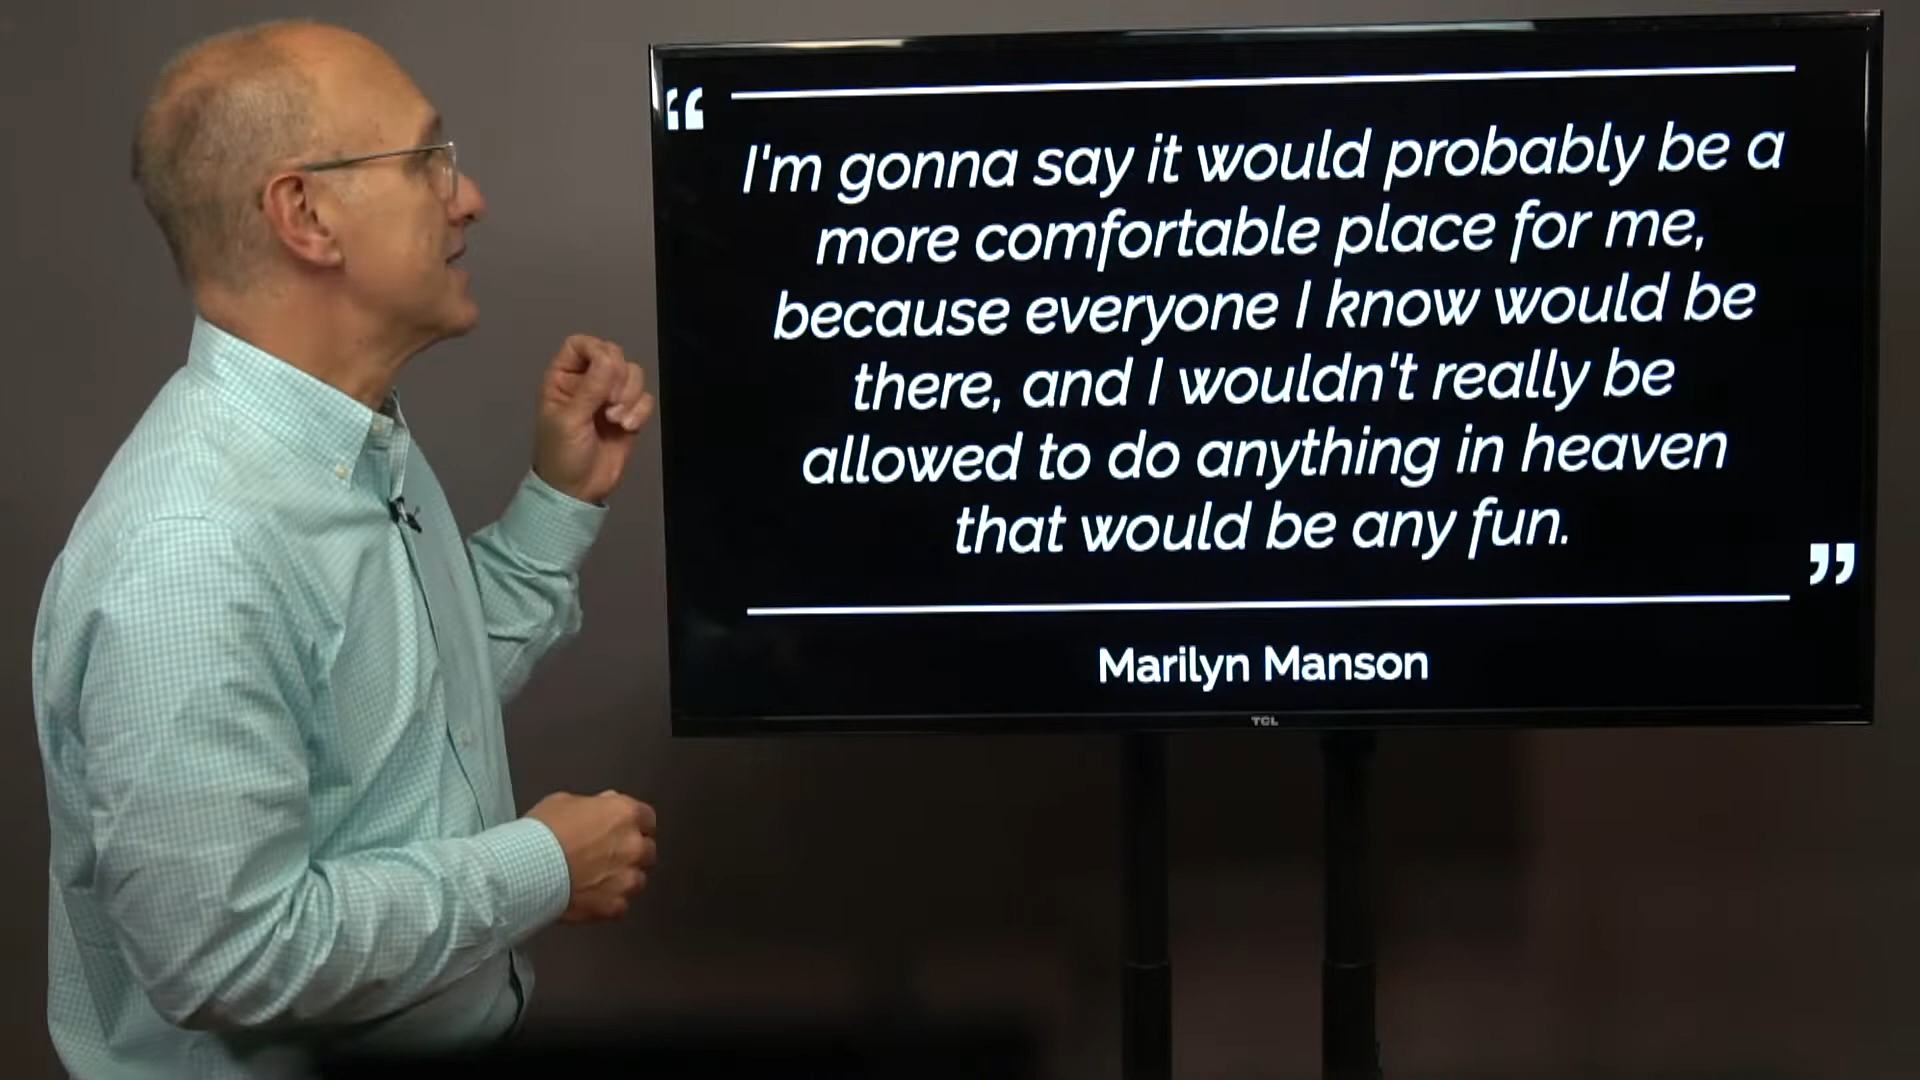 “
I'm gonna say it would probably be a
more comfortable place for me,
because everyone I know would be
there, and I wouldn't really be
allowed to do anything in heaven
that would be any fun.
”
Marilyn Manson
TCL